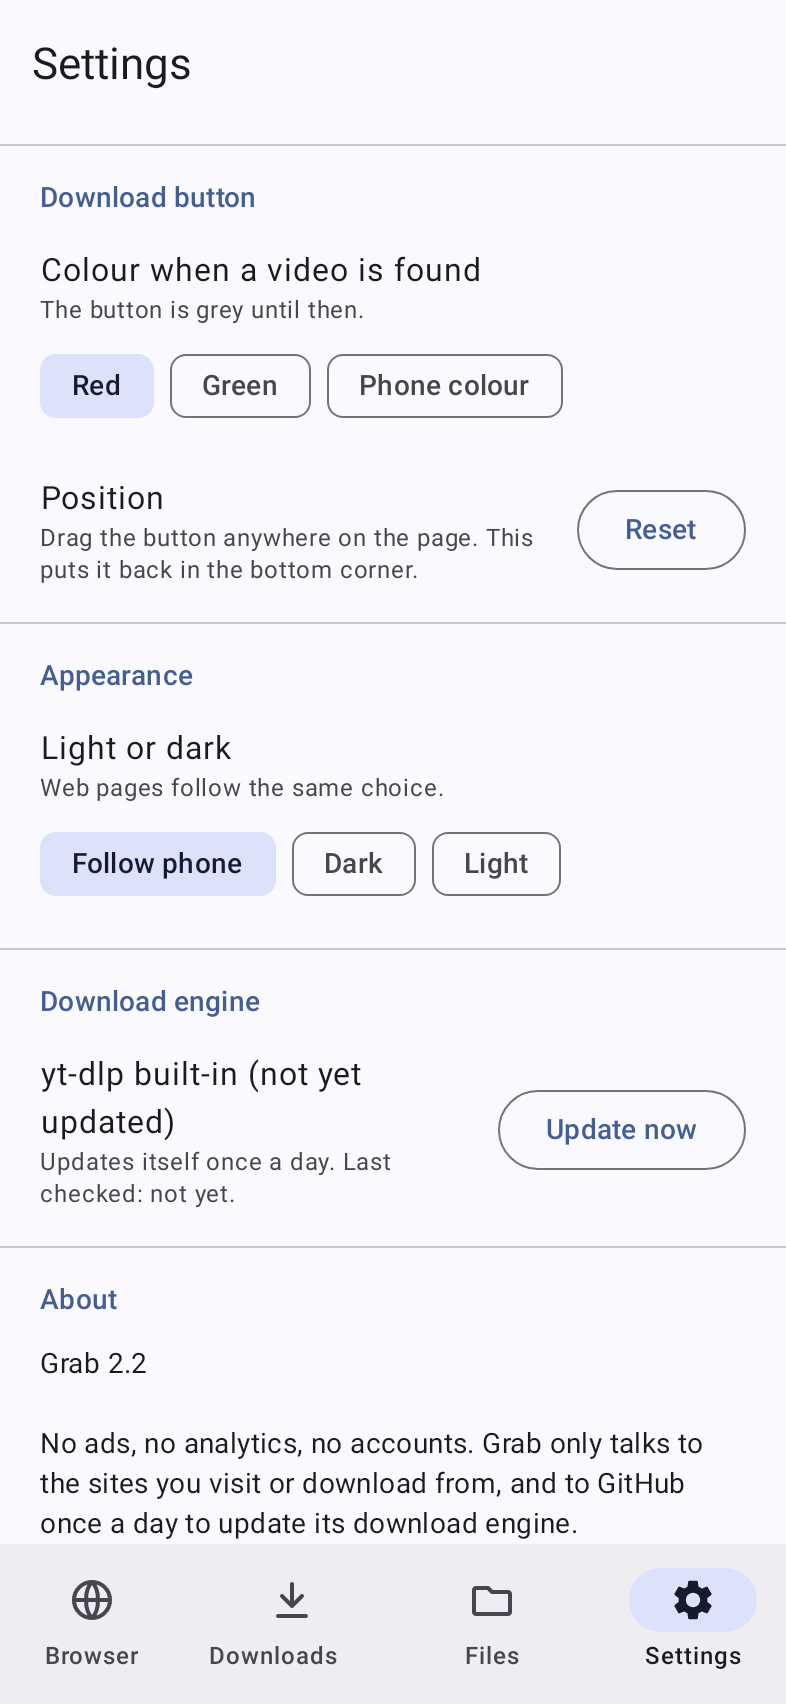 Settings
Download button
Colour when a video is found
The button is grey until then.
Red
Green
Phone colour
Position
Drag the button anywhere on the page. This
puts it back in the bottom corner.
Reset
Appearance
Light or dark
Web pages follow the same choice.
Follow phone
Dark
Light
Download engine
yt-dlp built-in (not yet
updated)
Updates itself once a day. Last
checked: not yet.
Update now
About
Grab 2.2
No ads, no analytics, no accounts. Grab only talks to
the sites you visit or download from, and to GitHub
once a day to update its download engine.
Browser
Downloads
Files
Settings